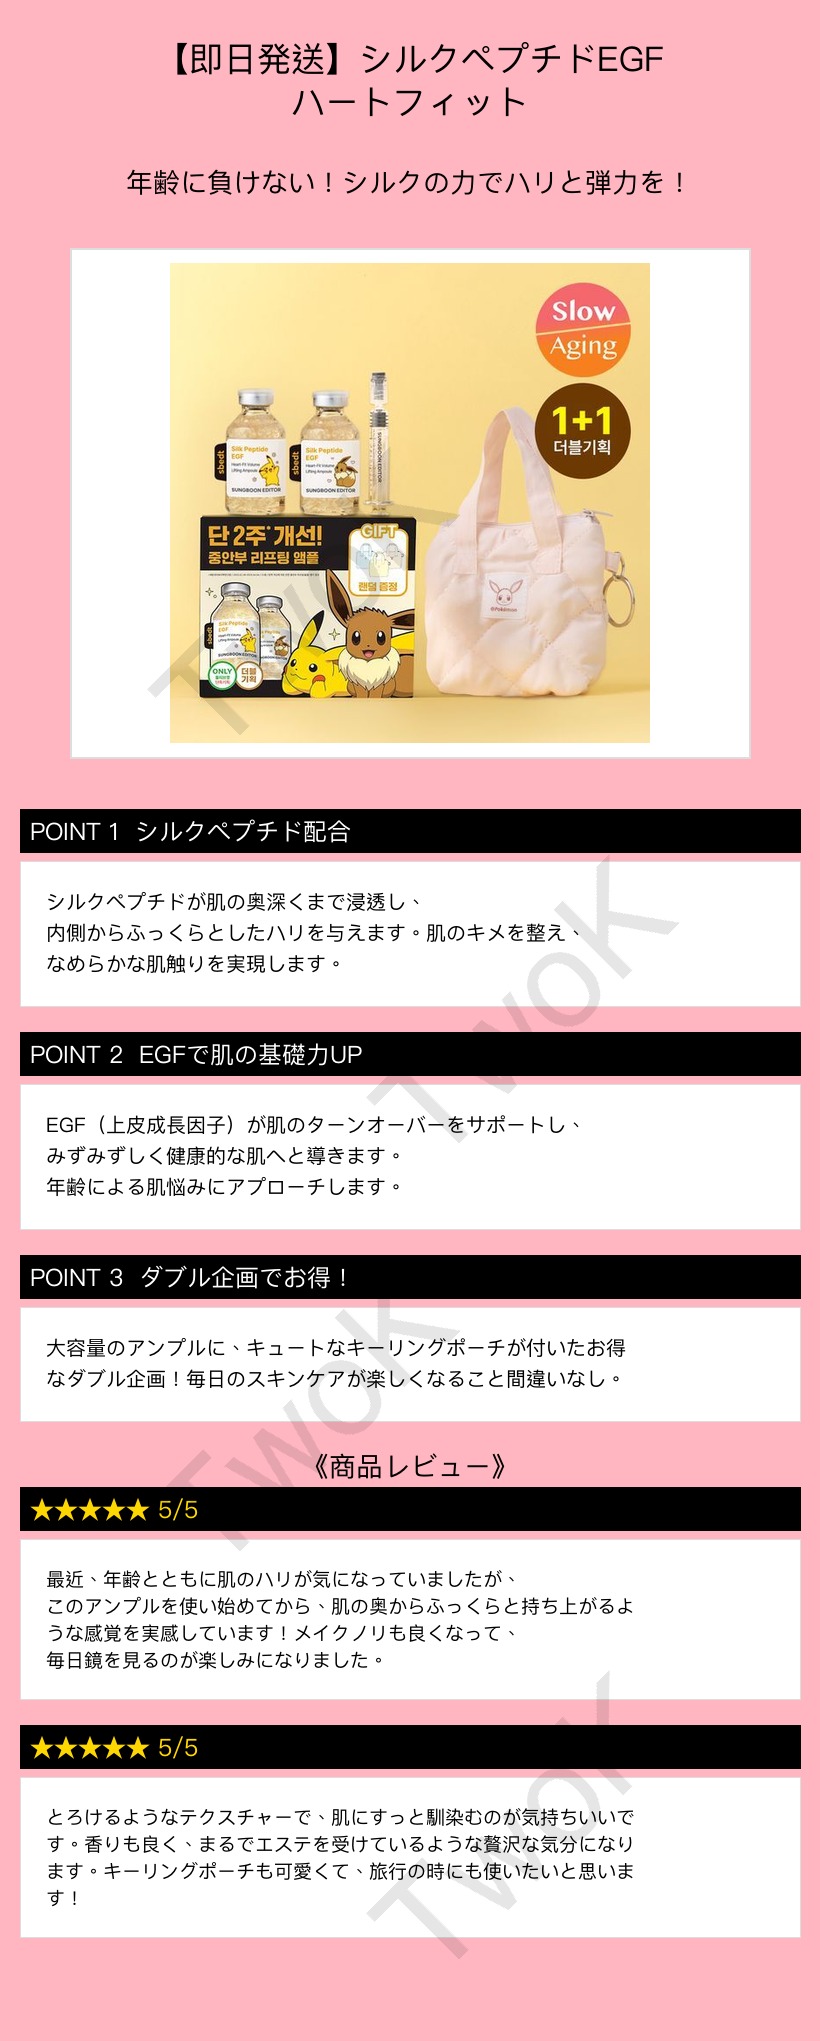 【即日発送】シルクペプチドEGF
ハートフィット
年齢に負けない！シルクの力でハリと弾力を！
Slow
Aging
1+1
더블기획
sbedt
Silk Peptide
EGF
Heart-Fit Volume
Lifting Ampoule
SUNGBOON EDITOR
sbedt
Silk Peptide
EGF
Heart-Fit Volume
Lifting Ampoule
SUNGBOON EDITOR
SUNGBOON EDITOR
단 2주* 개선!
중안부 리프팅 앰플
GIFT
랜덤 증정
sbedt
Silk Peptide
EGF
Heart-Fit Volume
Lifting Ampoule
SUNGBOON EDITOR
ONLY
더블
기획
@Pokémon
POINT 1 シルクペプチド配合
シルクペプチドが肌の奥深くまで浸透し、
内側からふっくらとしたハリを与えます。肌のキメを整え、
なめらかな肌触りを実現します。
POINT 2 EGFで肌の基礎力UP
EGF（上皮成長因子）が肌のターンオーバーをサポートし、
みずみずしく健康的な肌へと導きます。
年齢による肌悩みにアプローチします。
POINT 3 ダブル企画でお得！
大容量のアンプルに、キュートなキーリングポーチが付いたお得
なダブル企画！毎日のスキンケアが楽しくなること間違いなし。
《商品レビュー》
★★★★★ 5/5
最近、年齢とともに肌のハリが気になっていましたが、
このアンプルを使い始めてから、肌の奥からふっくらと持ち上がるよ
うな感覚を実感しています！メイクノリも良くなって、
毎日鏡を見るのが楽しみになりました。
★★★★★ 5/5
とろけるようなテクスチャーで、肌にすっと馴染むのが気持ちいいで
す。香りも良く、まるでエステを受けているような贅沢な気分になり
ます。キーリングポーチも可愛くて、旅行の時にも使いたいと思いま
す！
TwoK
TwoK
TwoK
TwoK